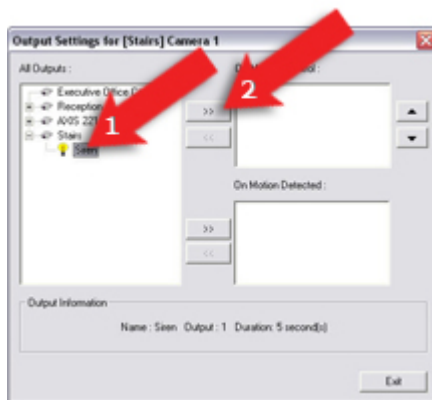 Output Settings for [Stairs] Camera 1
All Outputs :
Executive Office
Reception
AXIS 221
Stairs
Siren
1
2
>>
<<
On Motion Detected :
>>
<<
Output Information
Name : Siren Output : 1 Duration: 5 second(s)
Exit